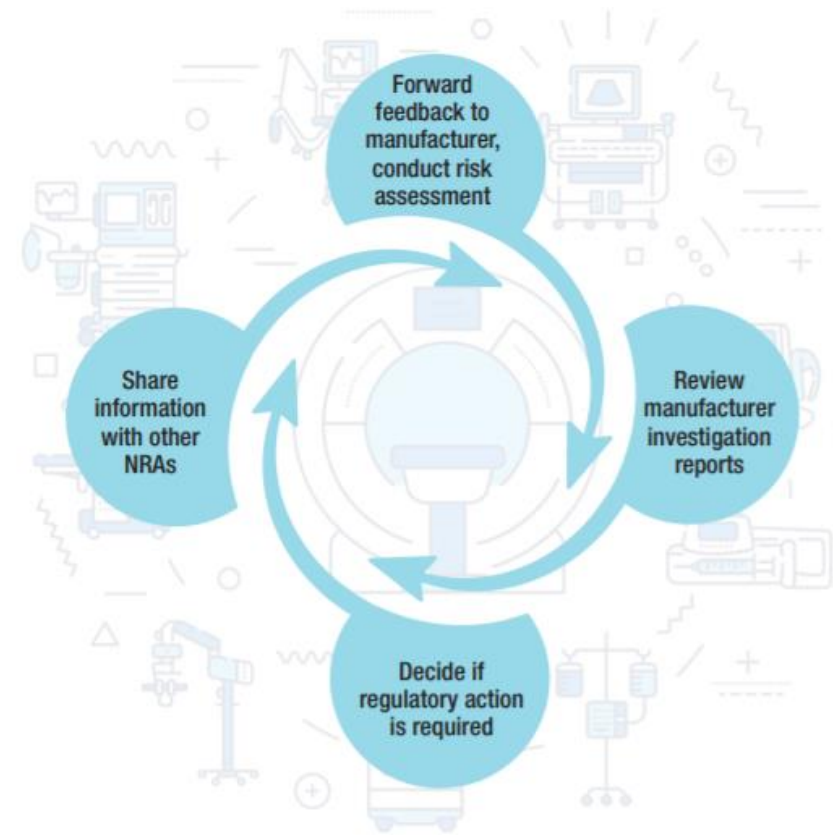 Forward
feedback to
manufacturer,
conduct risk
assessment
Review
manufacturer
investigation
reports
Decide if
regulatory action
is required
Share
information
with other
NRAs